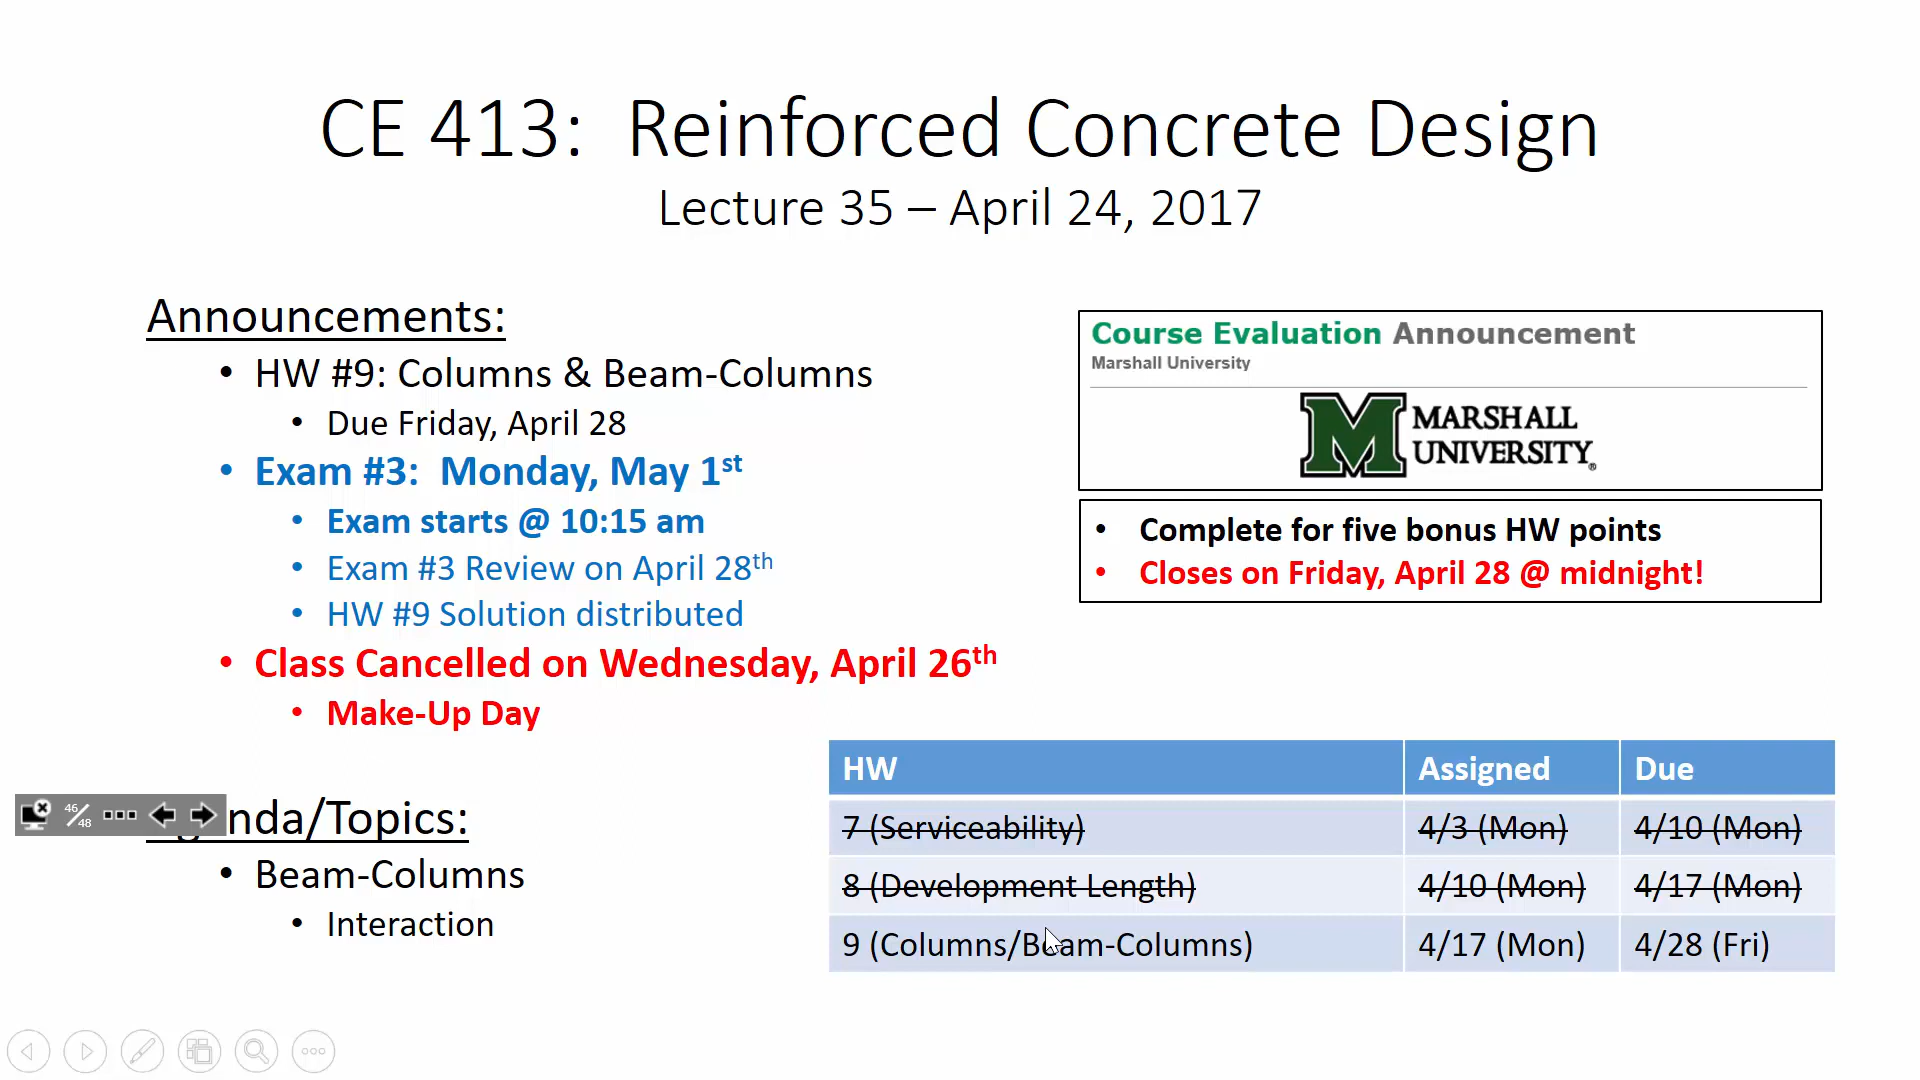 CE 413: Reinforced Concrete Design
Lecture 35 – April 24, 2017
Announcements:
• HW #9: Columns & Beam-Columns
• Due Friday, April 28
• Exam #3: Monday, May 1st
• Exam starts @ 10:15 am
• Exam #3 Review on April 28th
• HW #9 Solution distributed
• Class Cancelled on Wednesday, April 26th
• Make-Up Day
Course Evaluation Announcement
Marshall University
M MARSHALL
UNIVERSITY®
• Complete for five bonus HW points
• Closes on Friday, April 28 @ midnight!
46/48
nda/Topics:
• Beam-Columns
• Interaction
HW Assigned Due
7 (Serviceability) 4/3 (Mon) 4/10 (Mon)
8 (Development Length) 4/10 (Mon) 4/17 (Mon)
9 (Columns/Beam-Columns) 4/17 (Mon) 4/28 (Fri)